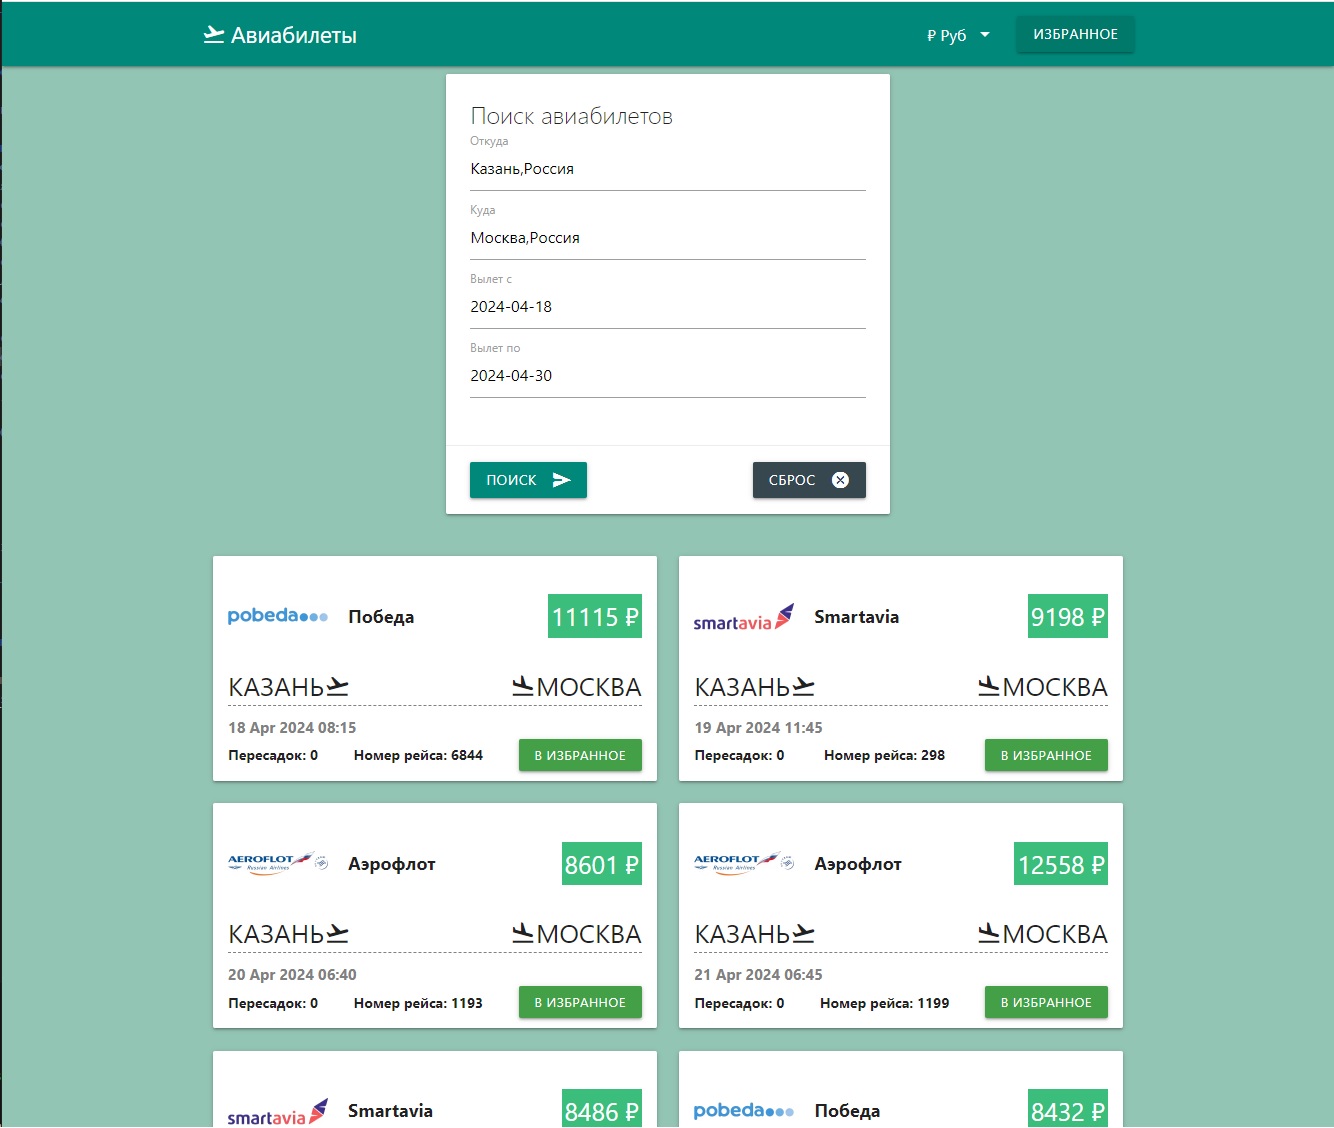 Авиабилеты
₽ Руб
ИЗБРАННОЕ
Поиск авиабилетов
Откуда
Казань,Россия
Куда
Москва,Россия
Вылет с
2024-04-18
Вылет по
2024-04-30
ПОИСК
СБРОС
pobeda Победа 11115 ₽
КАЗАНЬ МОСКВА
18 Apr 2024 08:15
Пересадок: 0 Номер рейса: 6844 В ИЗБРАННОЕ
smartavia Smartavia 9198 ₽
КАЗАНЬ МОСКВА
19 Apr 2024 11:45
Пересадок: 0 Номер рейса: 298 В ИЗБРАННОЕ
AEROFLOT Аэрофлот 8601 ₽
Russian Airlines
КАЗАНЬ МОСКВА
20 Apr 2024 06:40
Пересадок: 0 Номер рейса: 1193 В ИЗБРАННОЕ
AEROFLOT Аэрофлот 12558 ₽
Russian Airlines
КАЗАНЬ МОСКВА
21 Apr 2024 06:45
Пересадок: 0 Номер рейса: 1199 В ИЗБРАННОЕ
smartavia Smartavia 8486 ₽
pobeda Победа 8432 ₽